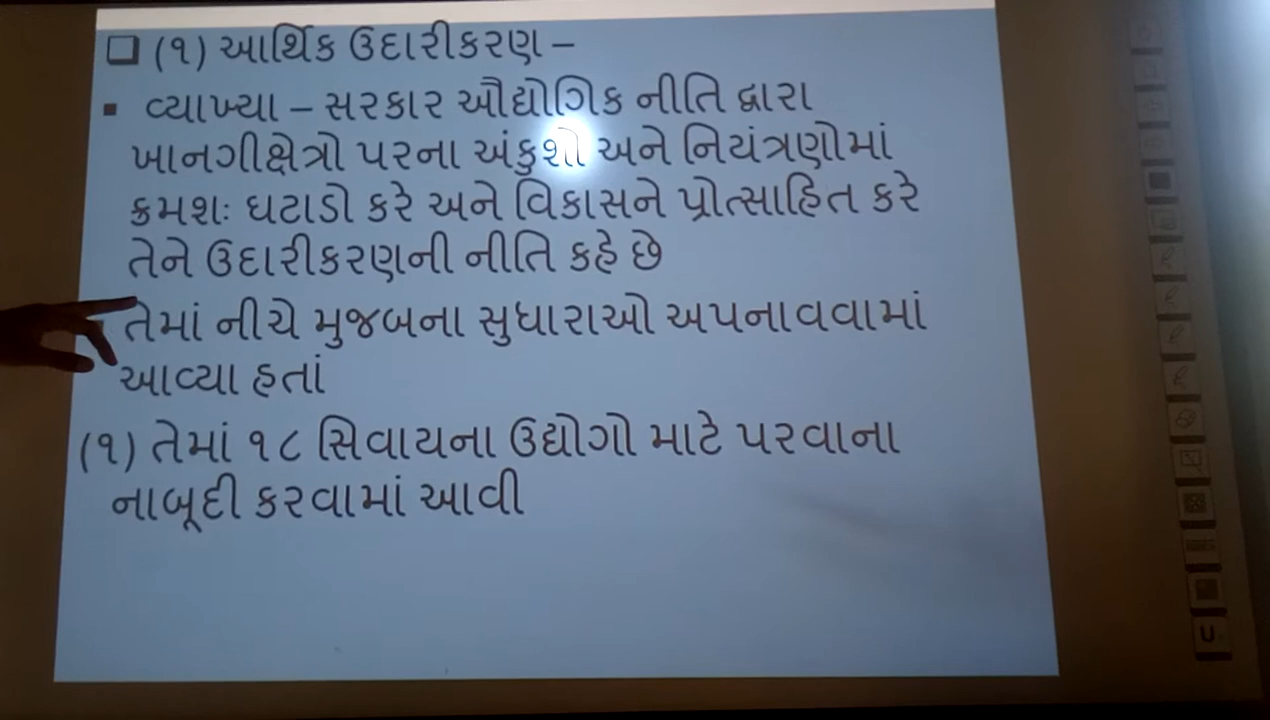 (૧) આર્થિક ઉદારીકરણ –
▪ વ્યાખ્યા – સરકાર ઔદ્યોગિક નીતિ દ્વારા
ખાનગીક્ષેત્રો પરના અંકુશો અને નિયંત્રણોમાં
ક્રમશઃ ઘટાડો કરે અને વિકાસને પ્રોત્સાહિત કરે
તેને ઉદારીકરણની નીતિ કહે છે
તેમાં નીચે મુજબના સુધારાઓ અપનાવવામાં
આવ્યા હતાં
(૧) તેમાં ૧૮ સિવાયના ઉદ્યોગો માટે પરવાના
નાબૂદી કરવામાં આવી